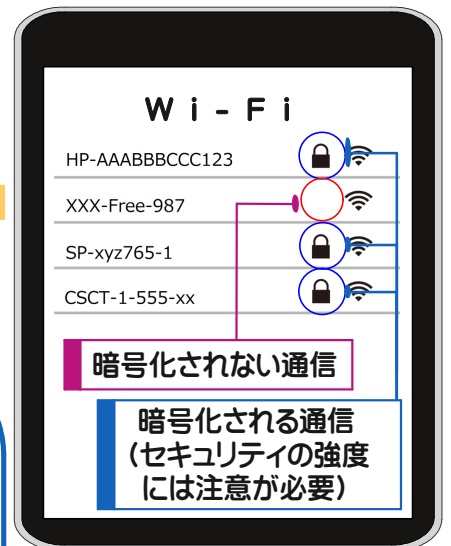 Wi-Fi
HP-AAABBBCCC123
XXX-Free-987
SP-xyz765-1
CSCT-1-555-xx
暗号化されない通信
暗号化される通信
(セキュリティの強度
には注意が必要)